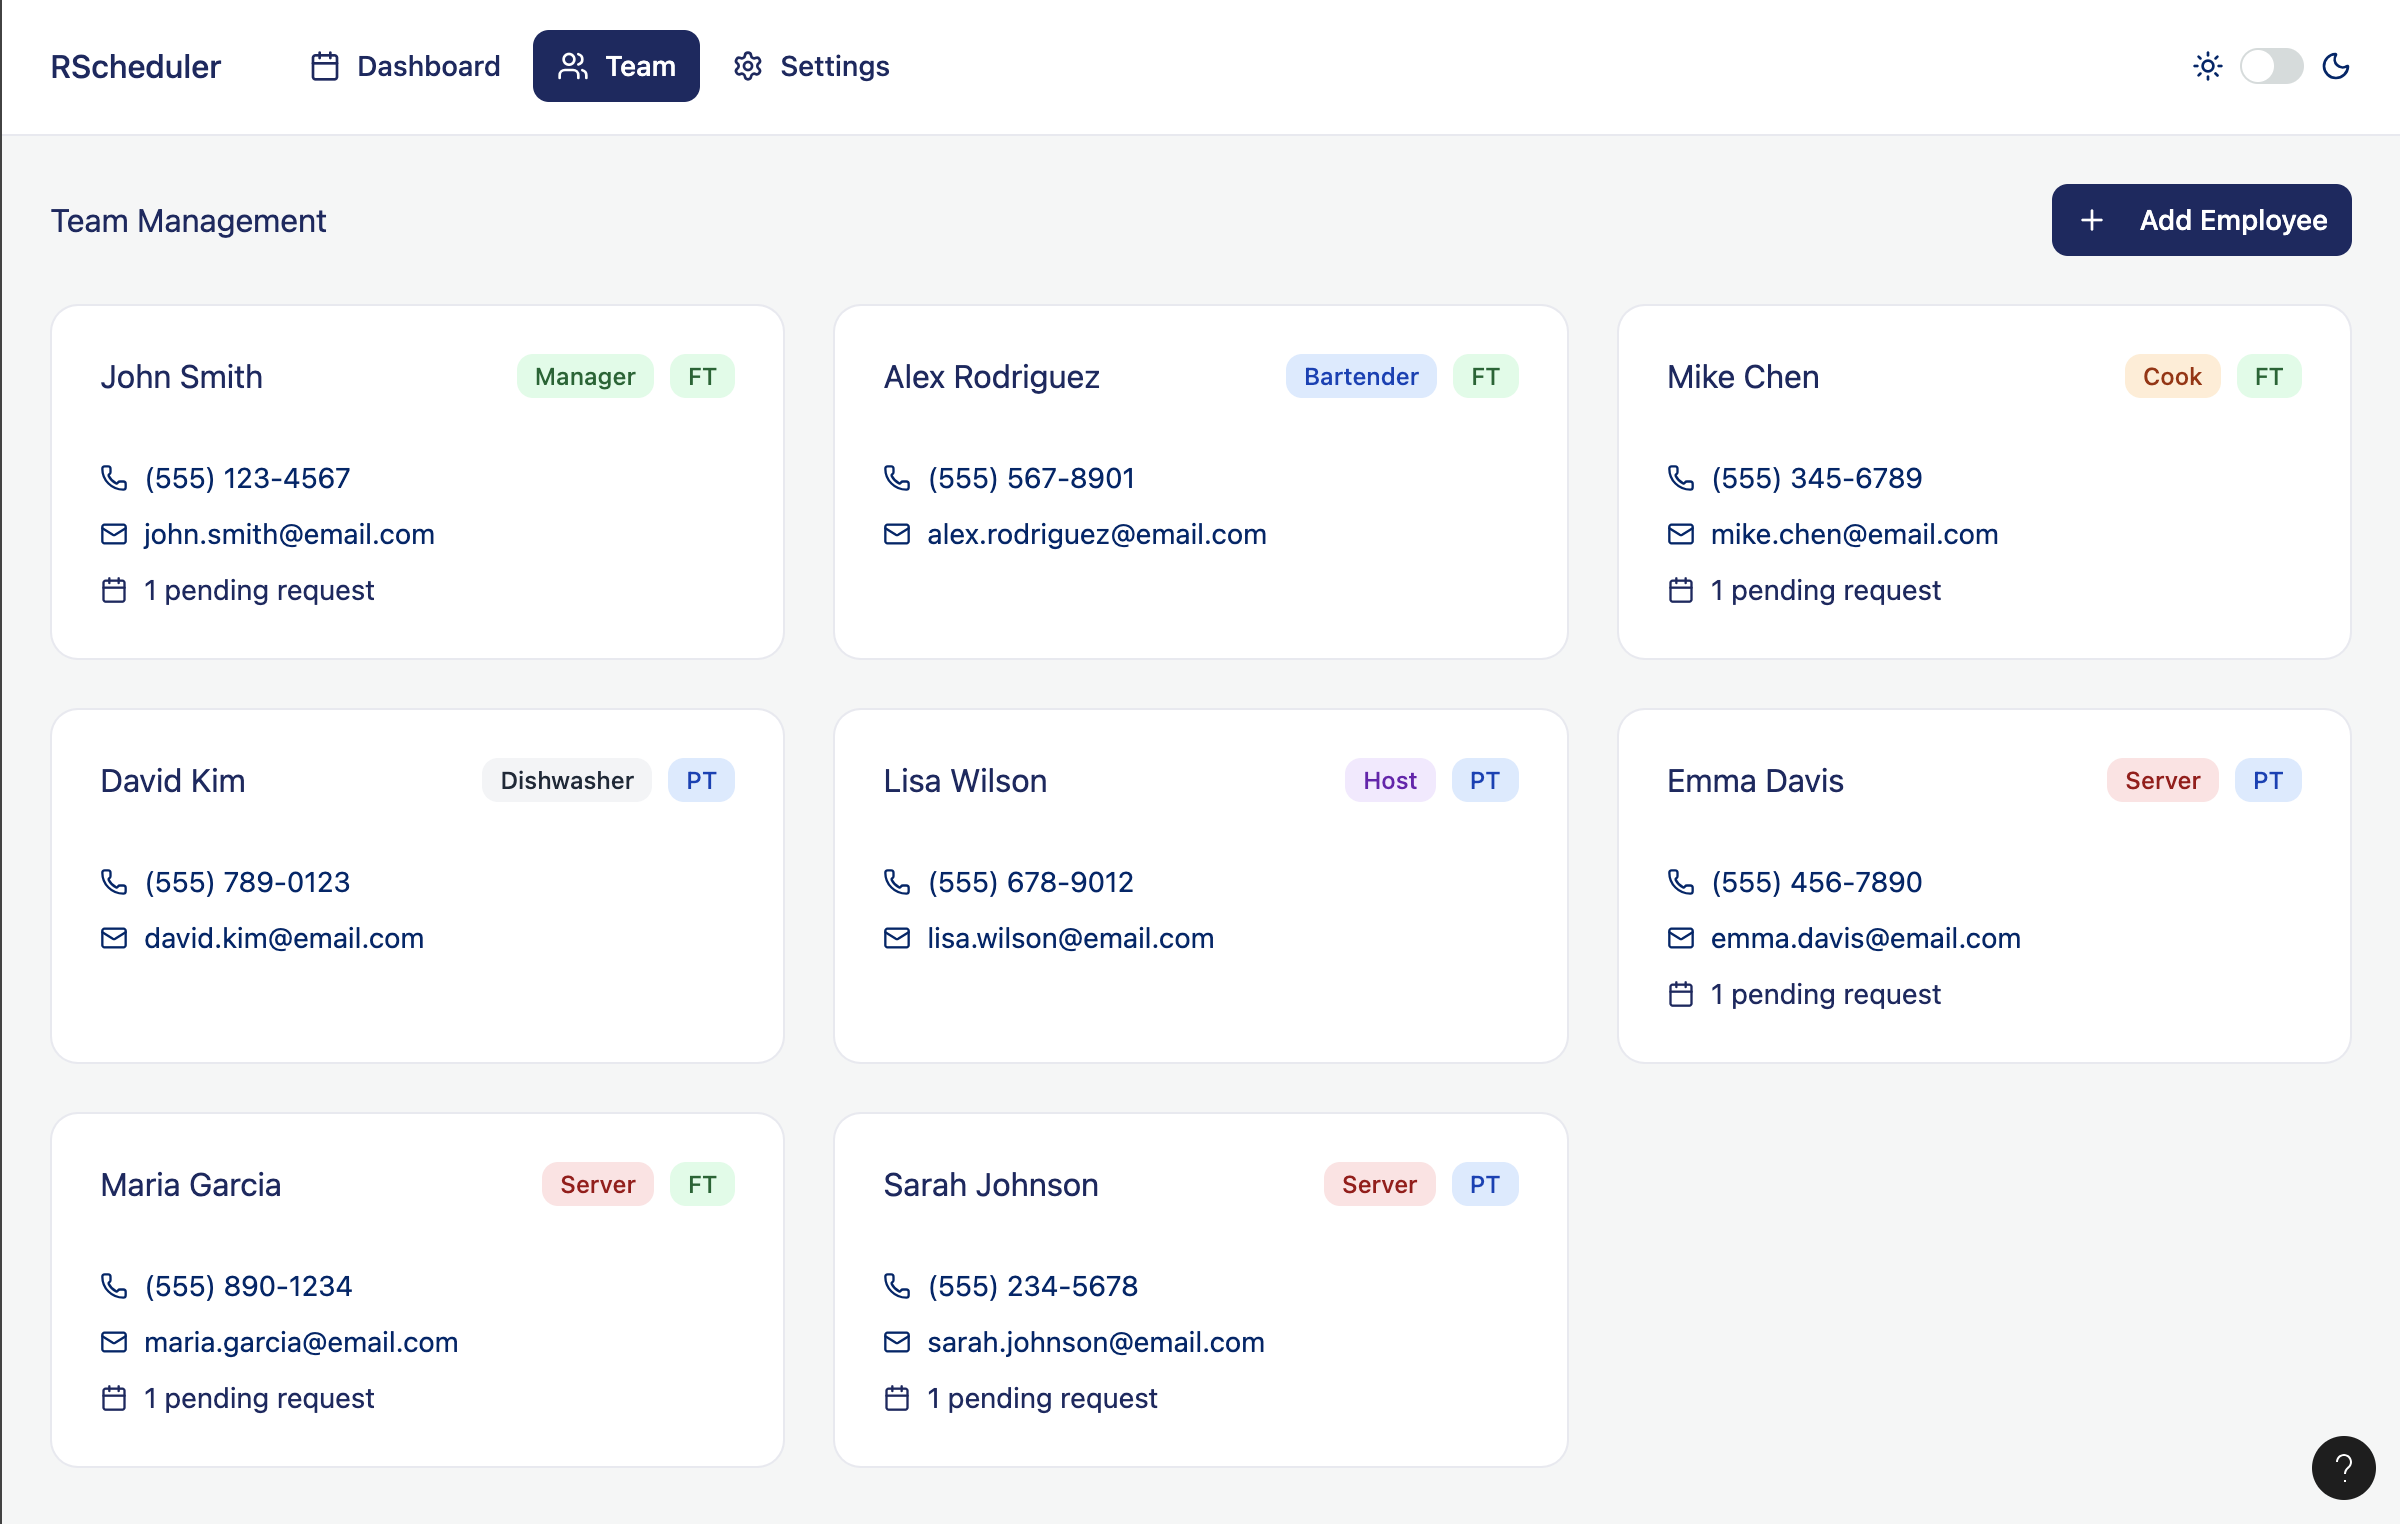 RScheduler Dashboard Team Settings
Team Management
+ Add Employee
John Smith Manager FT
(555) 123-4567
john.smith@email.com
1 pending request
Alex Rodriguez Bartender FT
(555) 567-8901
alex.rodriguez@email.com
Mike Chen Cook FT
(555) 345-6789
mike.chen@email.com
1 pending request
David Kim Dishwasher PT
(555) 789-0123
david.kim@email.com
Lisa Wilson Host PT
(555) 678-9012
lisa.wilson@email.com
Emma Davis Server PT
(555) 456-7890
emma.davis@email.com
1 pending request
Maria Garcia Server FT
(555) 890-1234
maria.garcia@email.com
1 pending request
Sarah Johnson Server PT
(555) 234-5678
sarah.johnson@email.com
1 pending request
?